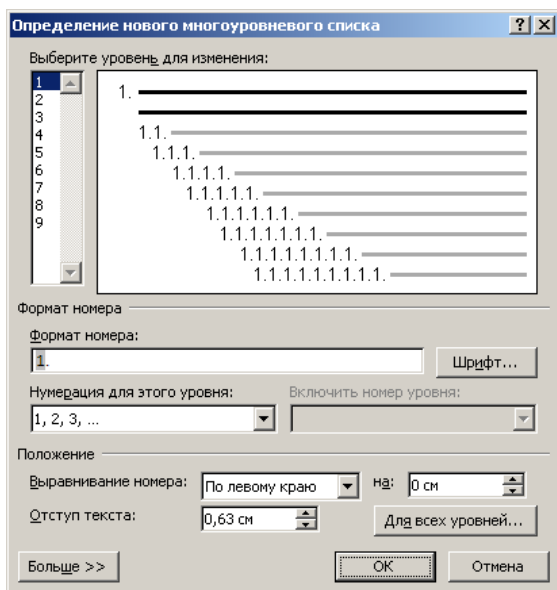 Определение нового многоуровневого списка
Выберите уровень для изменения:
1
2
3
4
5
6
7
8
9
1.
1.1.
1.1.1.
1.1.1.1.
1.1.1.1.1.
1.1.1.1.1.1.
1.1.1.1.1.1.1.
1.1.1.1.1.1.1.1.
1.1.1.1.1.1.1.1.1.
Формат номера
Формат номера:
1.
Шрифт...
Нумерация для этого уровня: Включить номер уровня:
1, 2, 3, ...
Положение
Выравнивание номера: По левому краю на: 0 см
Отступ текста: 0,63 см Для всех уровней...
Больше >> ОК Отмена